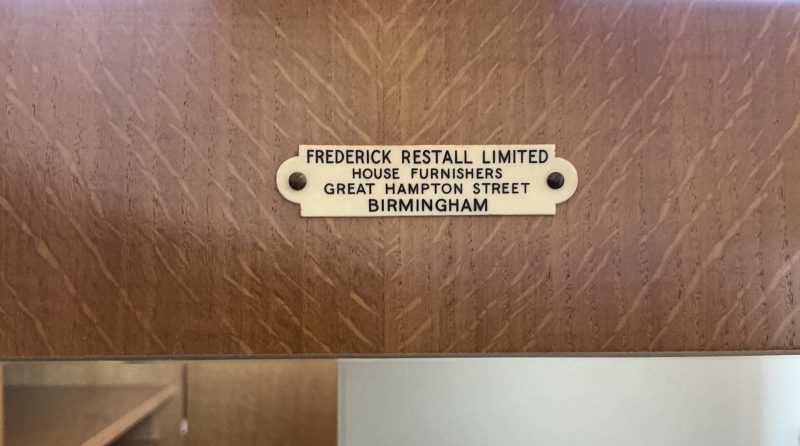 FREDERICK RESTALL LIMITED
HOUSE FURNISHERS
GREAT HAMPTON STREET
BIRMINGHAM